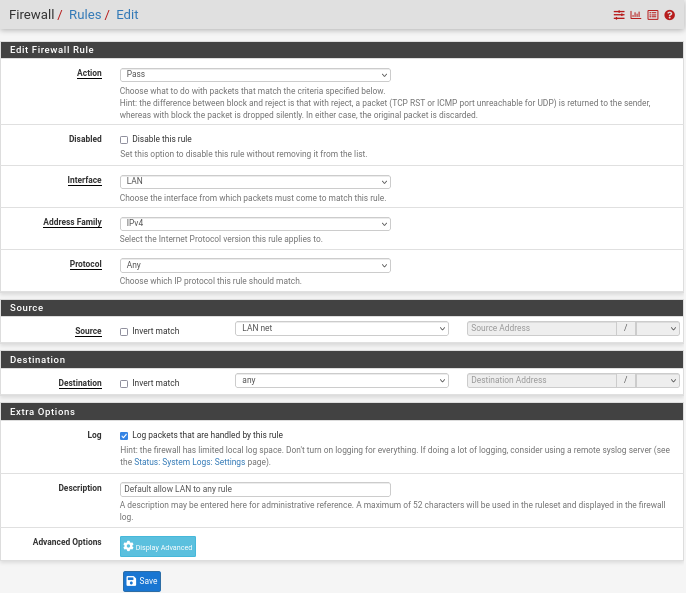 Firewall / Rules / Edit
Edit Firewall Rule
Action
Pass
Choose what to do with packets that match the criteria specified below.
Hint: the difference between block and reject is that with reject, a packet (TCP RST or ICMP port unreachable for UDP) is returned to the sender,
whereas with block the packet is dropped silently. In either case, the original packet is discarded.
Disabled
Disable this rule
Set this option to disable this rule without removing it from the list.
Interface
LAN
Choose the interface from which packets must come to match this rule.
Address Family
IPv4
Select the Internet Protocol version this rule applies to.
Protocol
Any
Choose which IP protocol this rule should match.
Source
Source
Invert match
LAN net
Source Address
/
Destination
Destination
Invert match
any
Destination Address
/
Extra Options
Log
Log packets that are handled by this rule
Hint: the firewall has limited local log space. Don't turn on logging for everything. If doing a lot of logging, consider using a remote syslog server (see
the Status: System Logs: Settings page).
Description
Default allow LAN to any rule
A description may be entered here for administrative reference. A maximum of 52 characters will be used in the ruleset and displayed in the firewall
log.
Advanced Options
Display Advanced
Save